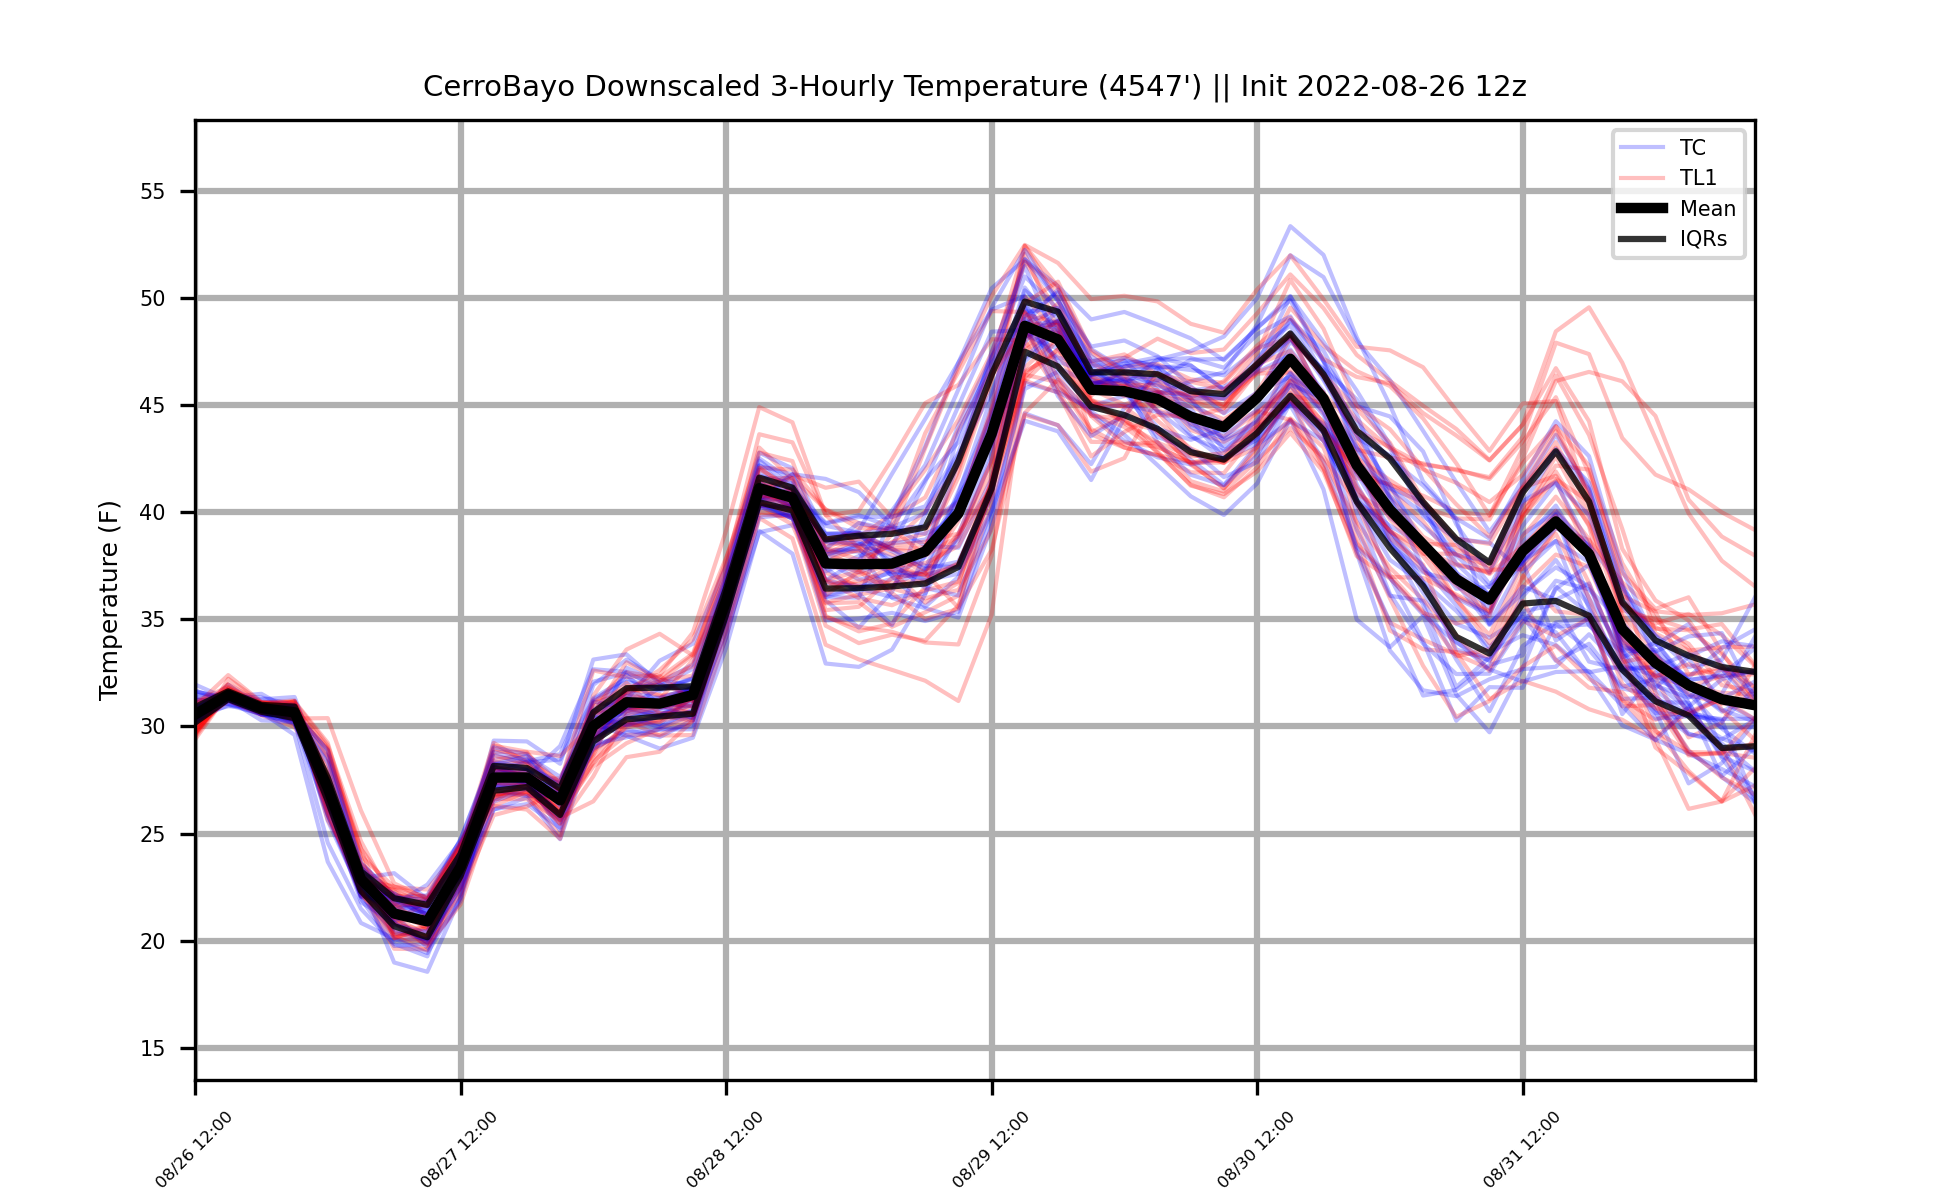 CerroBayo Downscaled 3-Hourly Temperature (4547') || Init 2022-08-26 12z
TC
TL1
Mean
IQRs
Temperature (F)
55
50
45
40
35
30
25
20
15
08/26 12:00
08/27 12:00
08/28 12:00
08/29 12:00
08/30 12:00
08/31 12:00